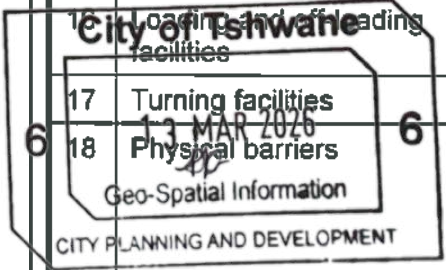 16 Loading and off-loading
City of Tshwane
facilities
17 Turning facilities
13 MAR 2026
6 18 Physical barriers 6
Geo-Spatial Information
CITY PLANNING AND DEVELOPMENT